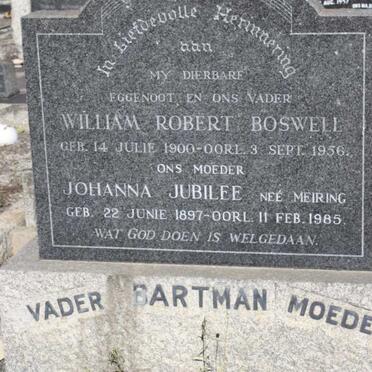 In Liefdevolle Herinnering
aan
MY DIERBARE
EGGENOOT EN ONS VADER
WILLIAM ROBERT BOSWELL
GEB. 14 JULIE 1900-OORL. 3 SEPT. 1956.
ONS MOEDER
JOHANNA JUBILEE NEÉ MEIRING
GEB. 22 JUNIE 1897-OORL. 11 FEB. 1985.
WAT GOD DOEN IS WELGEDAAN.
VADER BARTMAN MOEDE